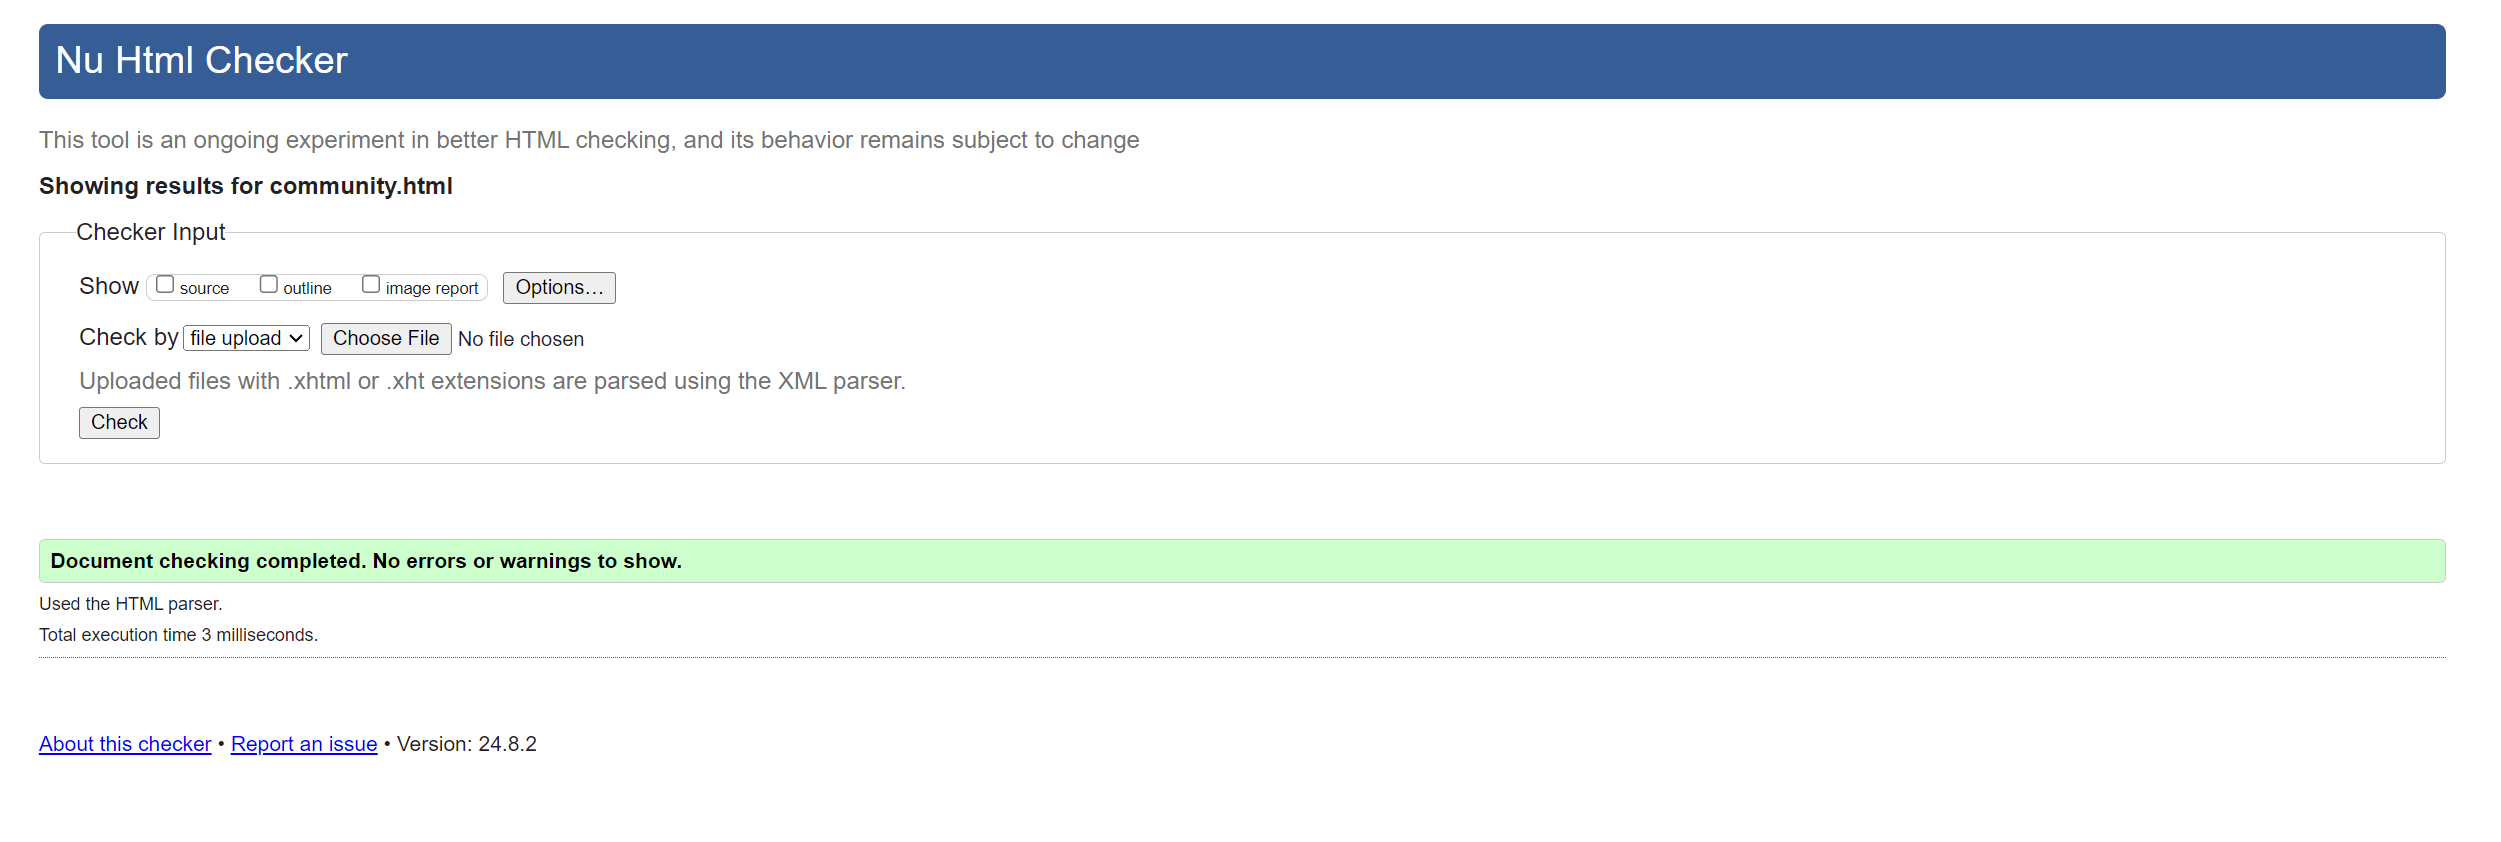 Nu Html Checker
This tool is an ongoing experiment in better HTML checking, and its behavior remains subject to change
Showing results for community.html
Checker Input
Show source outline image report Options…
Check by file upload Choose File No file chosen
Uploaded files with .xhtml or .xht extensions are parsed using the XML parser.
Check
Document checking completed. No errors or warnings to show.
Used the HTML parser.
Total execution time 3 milliseconds.
About this checker • Report an issue • Version: 24.8.2